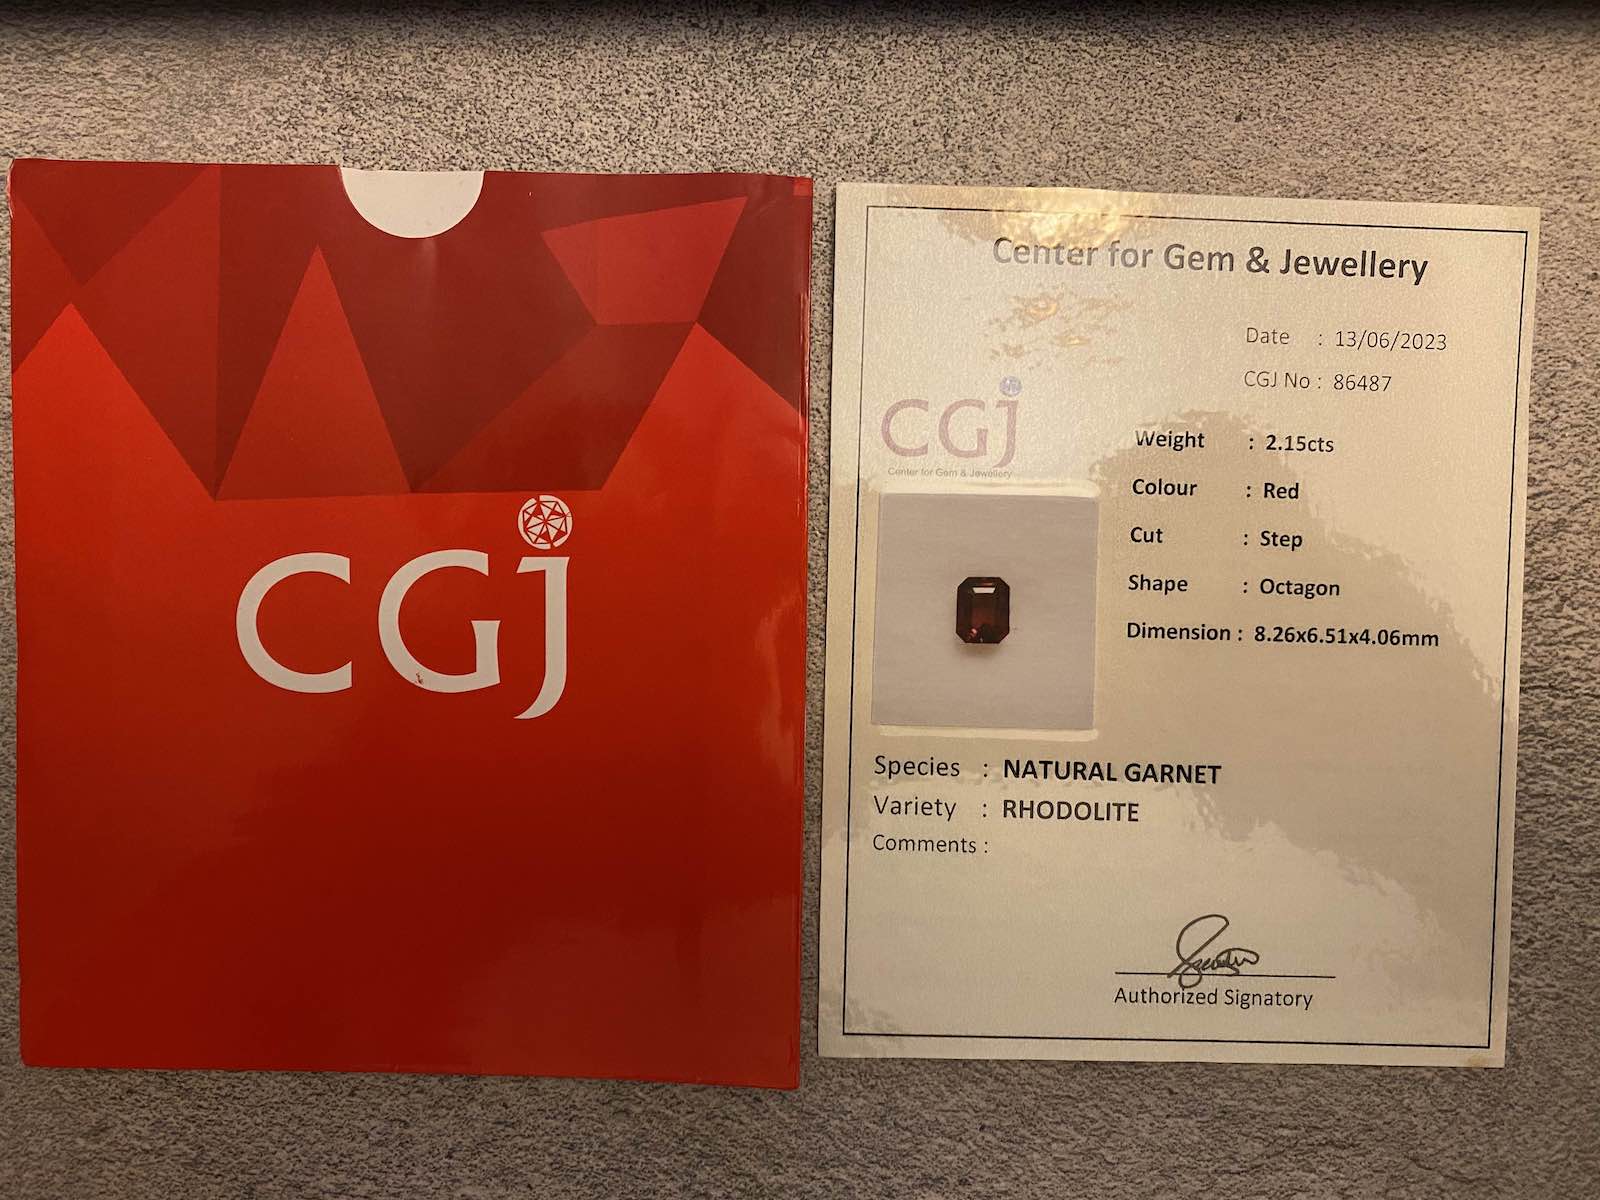 CGJ
Center for Gem & Jewellery
Date : 13/06/2023
CGJ No : 86487
CGJ
Center for Gem & Jewellery
Weight : 2.15cts
Colour : Red
Cut : Step
Shape : Octagon
Dimension : 8.26x6.51x4.06mm
Species : NATURAL GARNET
Variety : RHODOLITE
Comments :
Authorized Signatory